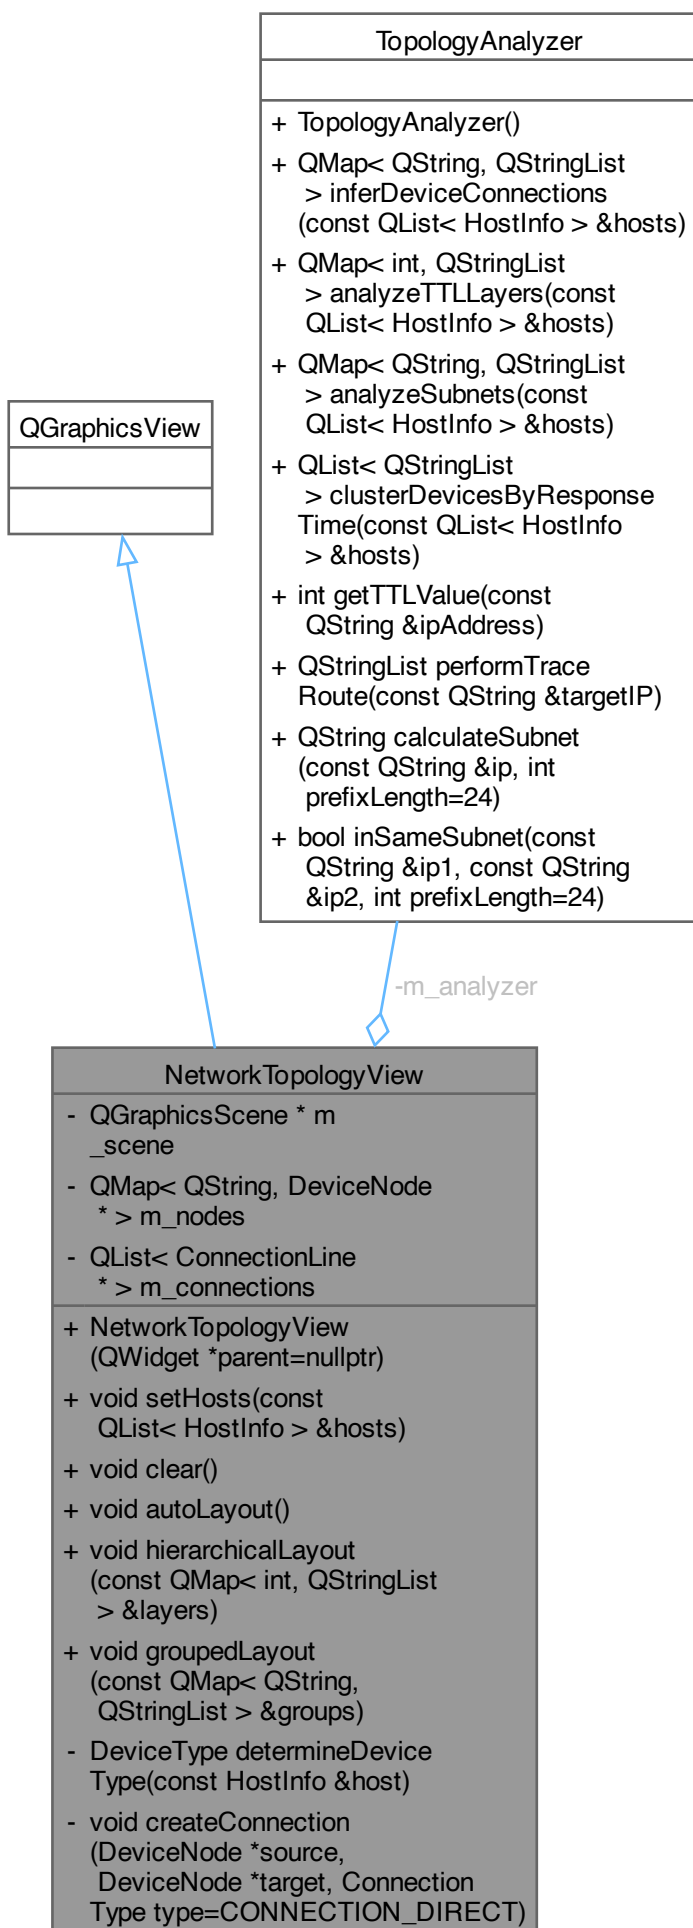 TopologyAnalyzer
+ TopologyAnalyzer()
+ QMap< QString, QStringList
> inferDeviceConnections
(const QList< HostInfo > &hosts)
+ QMap< int, QStringList
> analyzeTTLLayers(const
QList< HostInfo > &hosts)
+ QMap< QString, QStringList
> analyzeSubnets(const
QList< HostInfo > &hosts)
+ QList< QStringList
> clusterDevicesByResponse
Time(const QList< HostInfo
> &hosts)
+ int getTTLValue(const
QString &ipAddress)
+ QStringList performTrace
Route(const QString &targetIP)
+ QString calculateSubnet
(const QString &ip, int
prefixLength=24)
+ bool inSameSubnet(const
QString &ip1, const QString
&ip2, int prefixLength=24)
QGraphicsView
-m_analyzer
NetworkTopologyView
- QGraphicsScene * m
_scene
- QMap< QString, DeviceNode
* > m_nodes
- QList< ConnectionLine
* > m_connections
+ NetworkTopologyView
(QWidget *parent=nullptr)
+ void setHosts(const
QList< HostInfo > &hosts)
+ void clear()
+ void autoLayout()
+ void hierarchicalLayout
(const QMap< int, QStringList
> &layers)
+ void groupedLayout
(const QMap< QString,
QStringList > &groups)
- DeviceType determineDevice
Type(const HostInfo &host)
- void createConnection
(DeviceNode *source,
DeviceNode *target, Connection
Type type=CONNECTION_DIRECT)